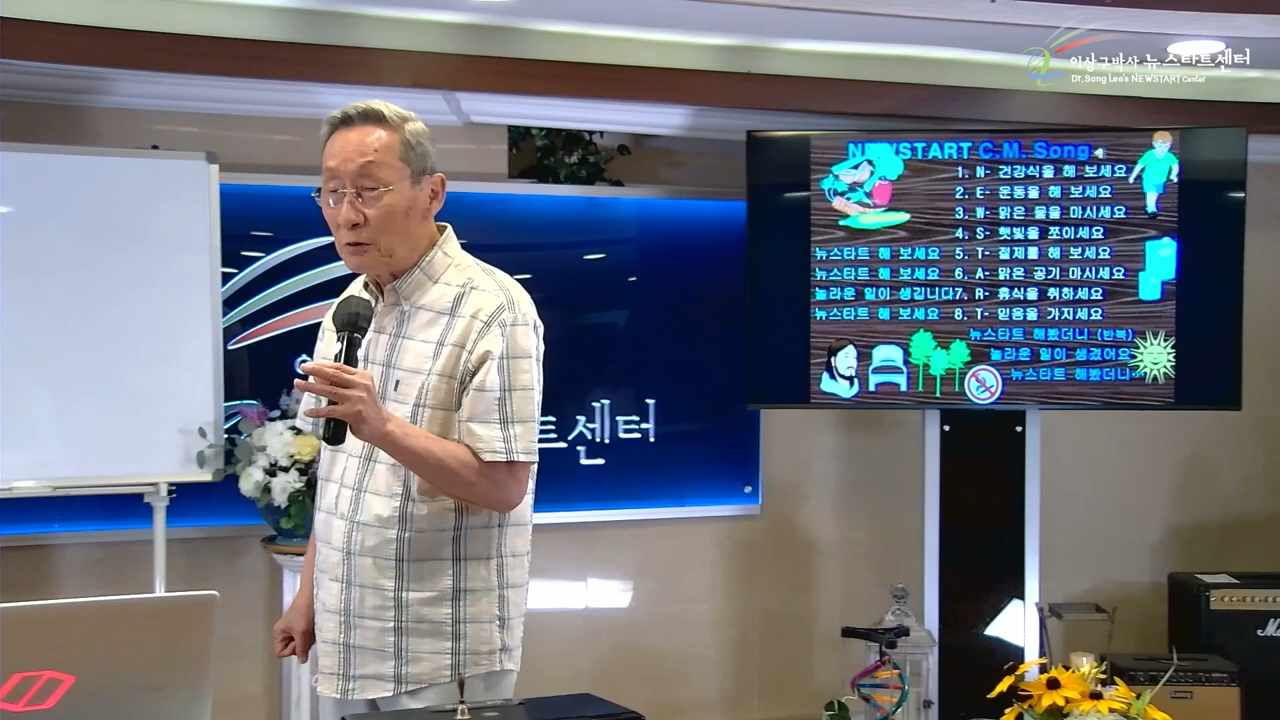 이상구박사 뉴스타트센터
Dr. Sang Lee's NEWSTART Center
NEWSTART C.M. Song
1. N- 건강식을 해 보세요
2. E- 운동을 해 보세요
3. W- 맑은 물을 마시세요
4. S- 햇빛을 쪼이세요
뉴스타트 해 보세요 5. T- 절제를 해 보세요
뉴스타트 해 보세요 6. A- 맑은 공기 마시세요
놀라운 일이 생깁니다7. R- 휴식을 취하세요
뉴스타트 해 보세요 8. T- 믿음을 가지세요
뉴스타트 해봤더니 (반복)
놀라운 일이 생겼어요
뉴스타트 해봤더니
트센터